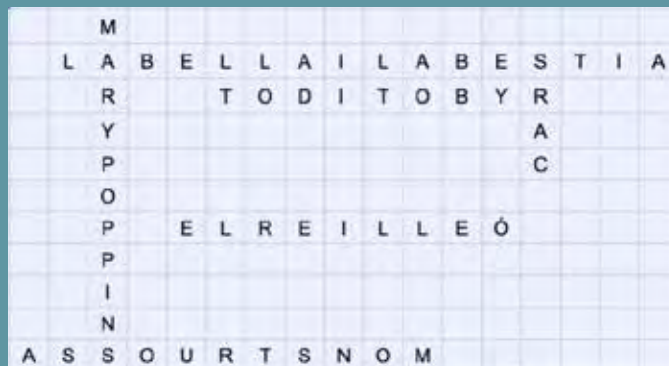 M
L A B E L L A I L A B E S T I A
R T O D I T O B Y R
Y A
P C
O
P E L R E I L L E Ó
P
I
N
A S S O U R T S N O M